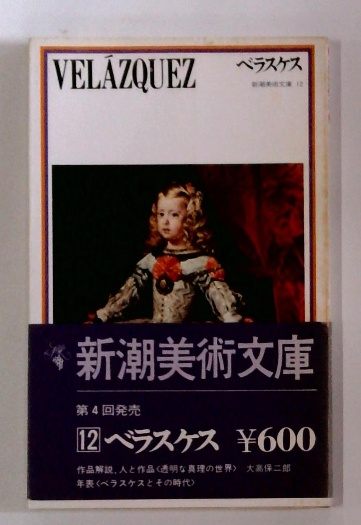 VELÁZQUEZ
ベラスケス
新潮美術文庫 12
新潮美術文庫
第4回発売
12 ベラスケス ¥600
作品解説、人と作品〈透明な真理の世界〉 大高保二郎
年表〈ベラスケスとその時代〉